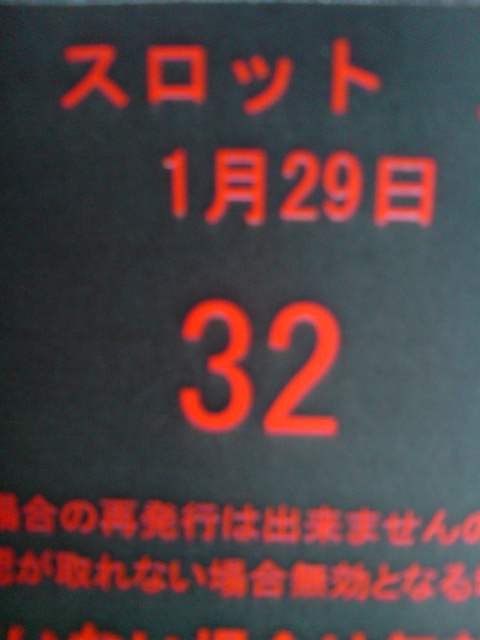 スロット
1月29日
32
場合の再発行は出来ませんの
認が取れない場合無効となる